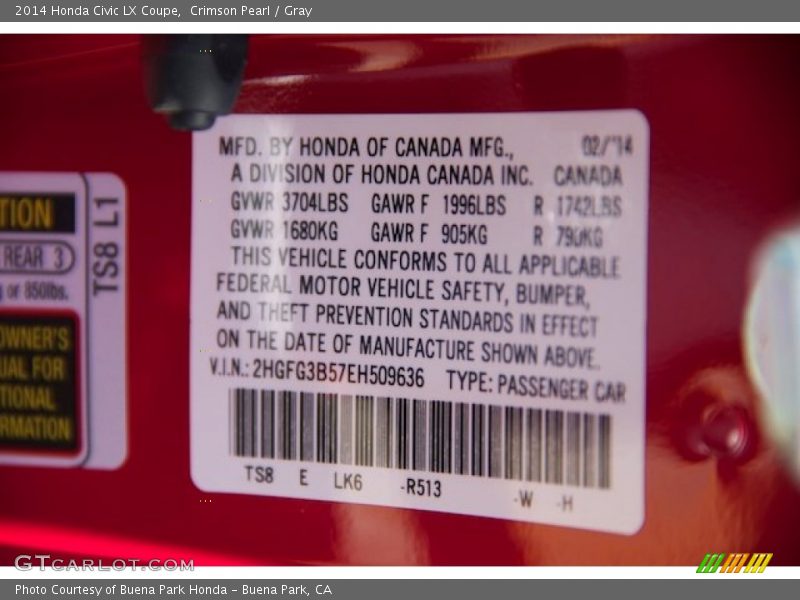 2014 Honda Civic LX Coupe,  Crimson Pearl / Gray
MFD. BY HONDA OF CANADA MFG., 02/'14
A DIVISION OF HONDA CANADA INC. CANADA
GVWR 3704LBS GAWR F 1996LBS R 1742LBS
GVWR 1680KG GAWR F 905KG R 790KG
THIS VEHICLE CONFORMS TO ALL APPLICABLE
FEDERAL MOTOR VEHICLE SAFETY, BUMPER,
AND THEFT PREVENTION STANDARDS IN EFFECT
ON THE DATE OF MANUFACTURE SHOWN ABOVE.
V.I.N.: 2HGFG3B57EH509636 TYPE: PASSENGER CAR
TS8 E LK6 -R513 -W -H
TION
REAR 3
or 850lbs.
OWNER'S
UAL FOR
TIONAL
RMATION
TS8 L1
GTCARLOT.COM
Photo Courtesy of Buena Park Honda - Buena Park, CA